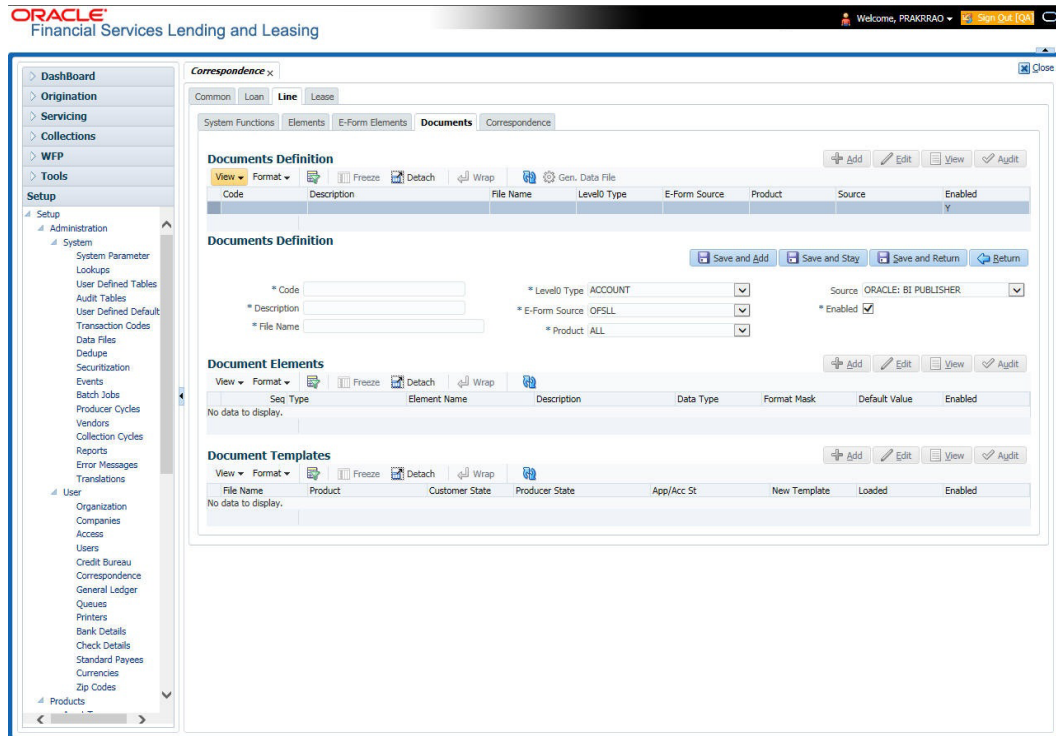 ORACLE
Financial Services Lending and Leasing
Welcome, PRAKRRAO
Sign Out [QA]
DashBoard
Origination
Servicing
Collections
WFP
Tools
Setup
Setup
Administration
System
System Parameter
Lookups
User Defined Tables
Audit Tables
User Defined Default
Transaction Codes
Data Files
Dedupe
Securitization
Events
Batch Jobs
Producer Cycles
Vendors
Collection Cycles
Reports
Error Messages
Translations
User
Organization
Companies
Access
Users
Credit Bureau
Correspondence
General Ledger
Queues
Printers
Bank Details
Check Details
Standard Payees
Currencies
Zip Codes
Products
Correspondence x
Close
Common Loan Line Lease
System Functions Elements E-Form Elements Documents Correspondence
Documents Definition
Add Edit View Audit
View Format Freeze Detach Wrap Gen. Data File
Code Description File Name Level0 Type E-Form Source Product Source Enabled
Y
Documents Definition
Save and Add Save and Stay Save and Return Return
* Code
* Description
* File Name
* Level0 Type ACCOUNT
* E-Form Source OFSLL
* Product ALL
Source ORACLE: BI PUBLISHER
* Enabled
Document Elements
Add Edit View Audit
View Format Freeze Detach Wrap
Seq Type Element Name Description Data Type Format Mask Default Value Enabled
No data to display.
Document Templates
Add Edit View Audit
View Format Freeze Detach Wrap
File Name Product Customer State Producer State App/Acc St New Template Loaded Enabled
No data to display.